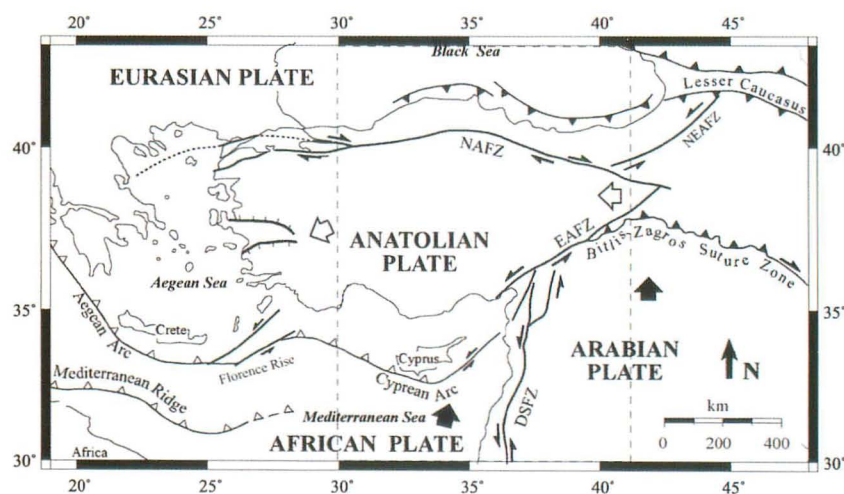 20° 25° 30° 35° 40° 45°
Black Sea
EURASIAN PLATE
Lesser Caucasus
40° 40°
NAFZ
NEAFZ
EAFZ
Bitlis-Zagros Suture Zone
ANATOLIAN
PLATE
Aegean Sea
35° 35°
Aegean Arc
Crete
Cyprus
ARABIAN
PLATE
N
Florence Rise
Cyprean Arc
Mediterranean Ridge
DSFZ
km
Mediterranean Sea
0 200 400
Africa
AFRICAN PLATE
30° 30°
20° 25° 30° 35° 40° 45°